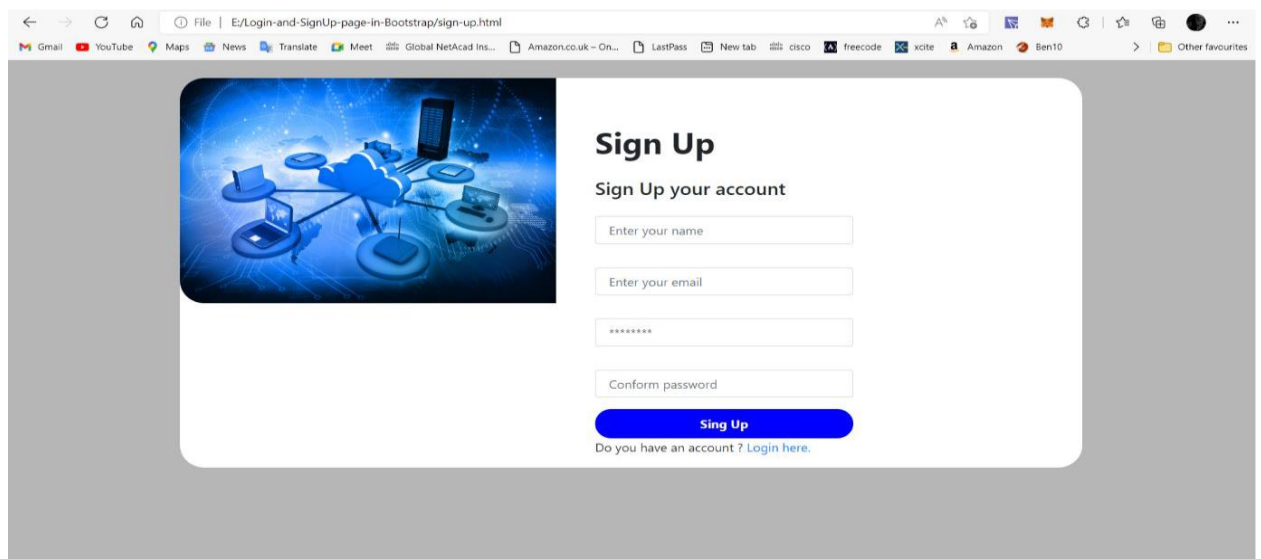 File | E:/Login-and-SignUp-page-in-Bootstrap/sign-up.html
Gmail YouTube Maps News Translate Meet Global NetAcad Ins... Amazon.co.uk – On... LastPass New tab cisco freecode xcite Amazon Ben10 Other favourites
Sign Up
Sign Up your account
Enter your name
Enter your email
********
Conform password
Sing Up
Do you have an account ? Login here.